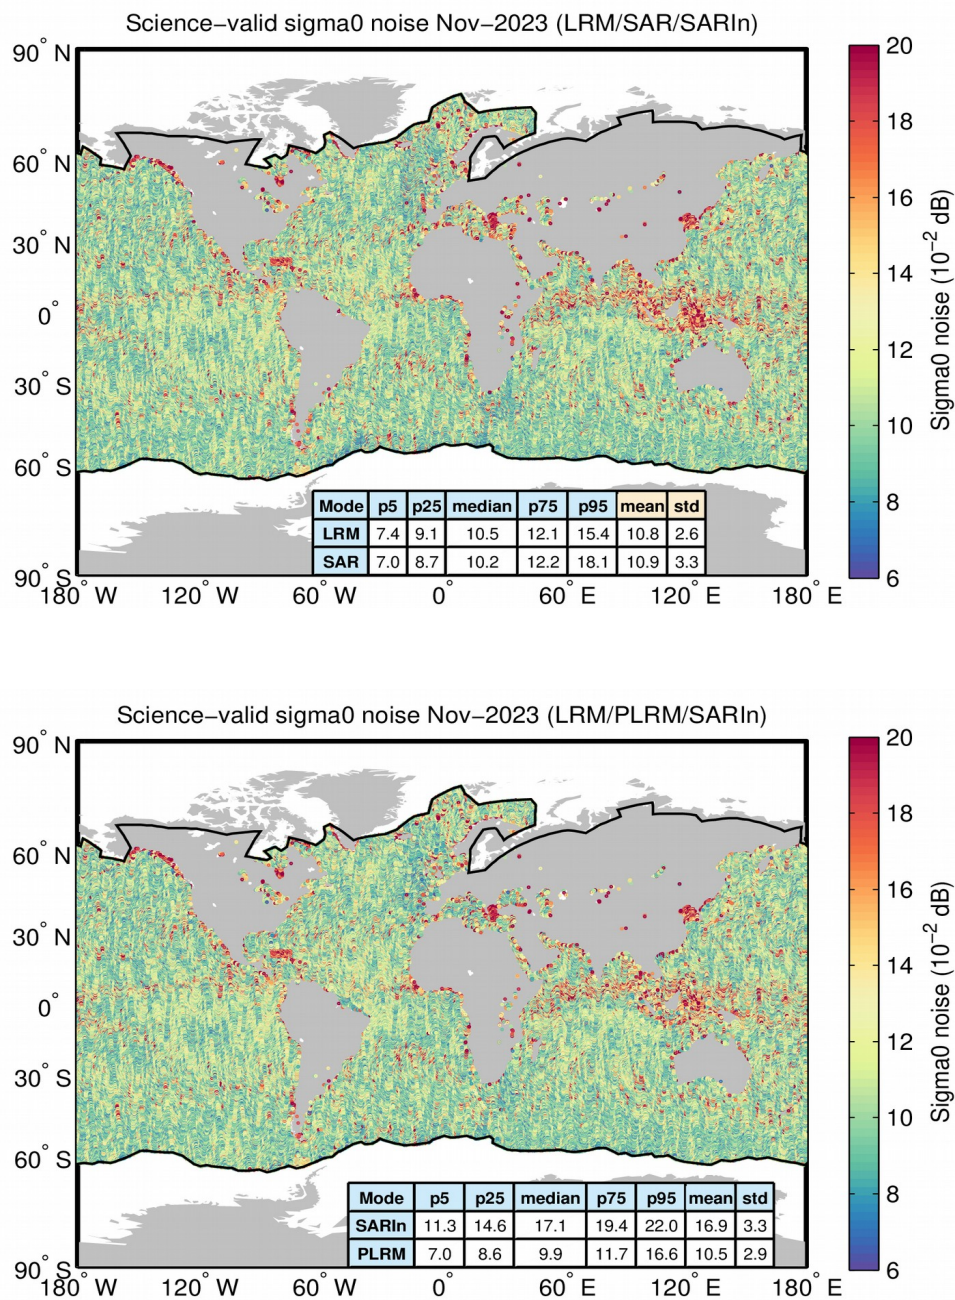 Science−valid sigma0 noise Nov−2023 (LRM/SAR/SARIn)
90° N
60° N
30° N
0°
30° S
60° S
90° S
180° W 120° W 60° W 0° 60° E 120° E 180° E
Mode p5 p25 median p75 p95 mean std
LRM 7.4 9.1 10.5 12.1 15.4 10.8 2.6
SAR 7.0 8.7 10.2 12.2 18.1 10.9 3.3
20
18
16
14
12
10
8
6
Sigma0 noise (10⁻² dB)
Science−valid sigma0 noise Nov−2023 (LRM/PLRM/SARIn)
90° N
60° N
30° N
0°
30° S
60° S
90° S
180° W 120° W 60° W 0° 60° E 120° E 180° E
Mode p5 p25 median p75 p95 mean std
SARIn 11.3 14.6 17.1 19.4 22.0 16.9 3.3
PLRM 7.0 8.6 9.9 11.7 16.6 10.5 2.9
20
18
16
14
12
10
8
6
Sigma0 noise (10⁻² dB)